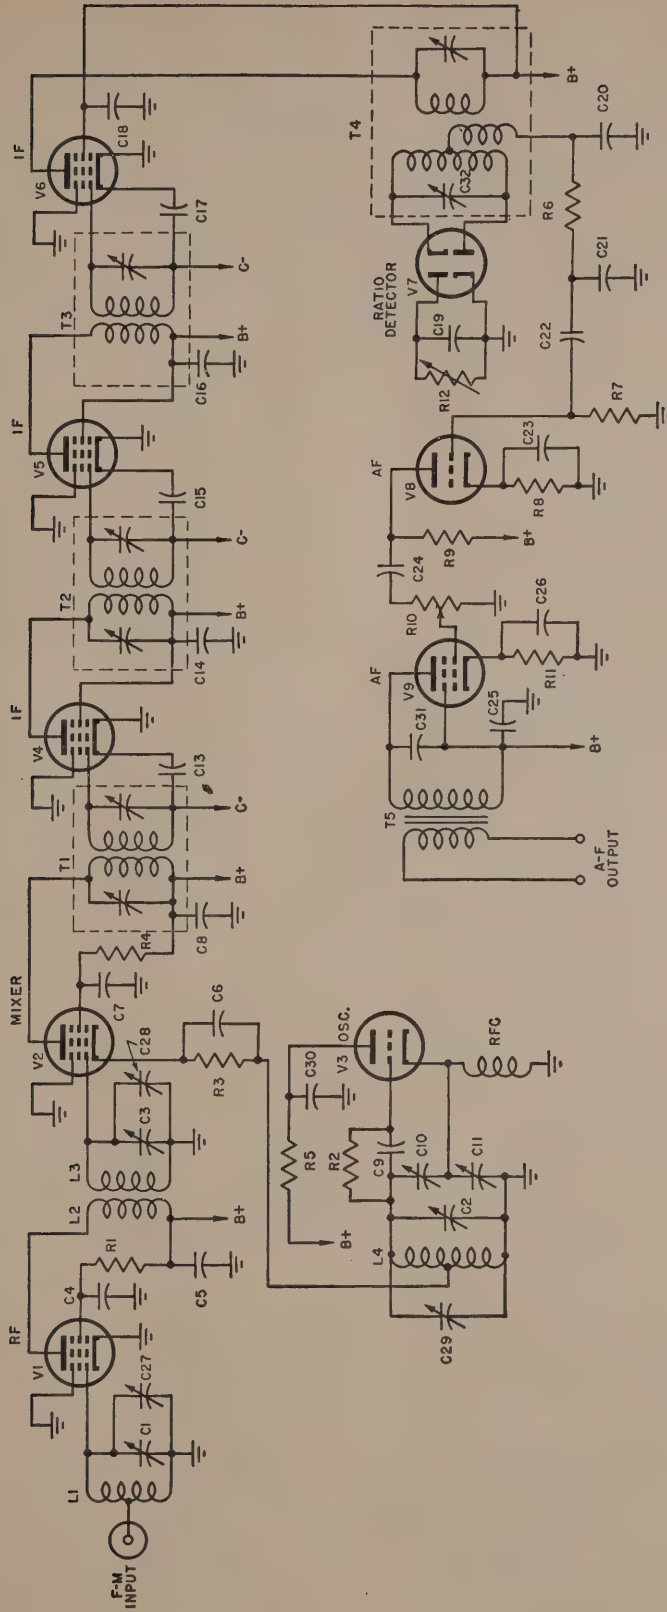 F-M
INPUT
L1
C1
C27
RF
V1
C4
R1
C5
B+
L2
L3
C3
C28
MIXER
V2
C7
R4
C8
T1
B+
C-
C13
IF
V4
C14
T2
B+
C-
C15
IF
V5
C16
T3
B+
C-
C17
IF
V6
C18
R3
C6
C29
L4
C2
B+
R5
C30
R2
C9
C10
C11
V3 OSC.
RFC
A-F
OUTPUT
T5
C31
C25
B+
AF
V9
R11
C26
R10
C24
R9
B+
AF
V8
R8
C23
R7
C22
R12
C19
RATIO
DETECTOR
V7
C21
R6
C20
C32
T4
B+